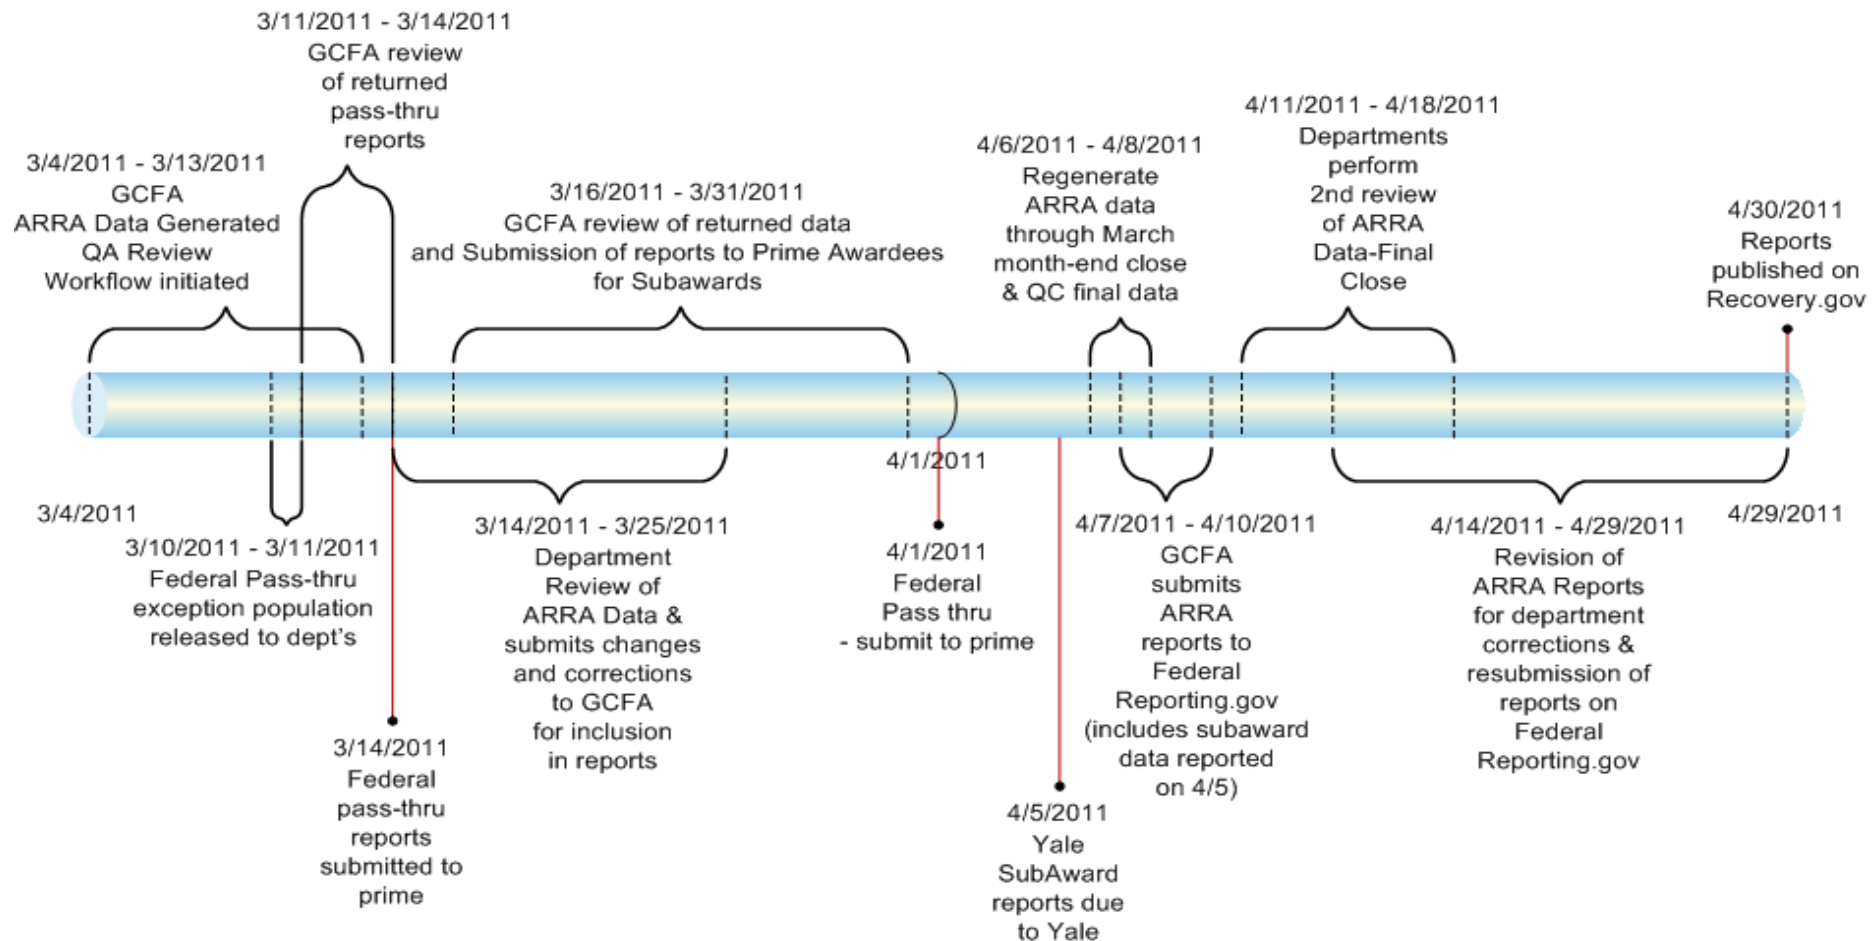 3/11/2011 - 3/14/2011
GCFA review
of returned
pass-thru
reports
3/4/2011 - 3/13/2011
GCFA
ARRA Data Generated
QA Review
Workflow initiated
3/16/2011 - 3/31/2011
GCFA review of returned data
and Submission of reports to Prime Awardees
for Subawards
4/6/2011 - 4/8/2011
Regenerate
ARRA data
through March
month-end close
& QC final data
4/11/2011 - 4/18/2011
Departments
perform
2nd review
of ARRA
Data-Final
Close
4/30/2011
Reports
published on
Recovery.gov
3/4/2011
3/10/2011 - 3/11/2011
Federal Pass-thru
exception population
released to dept's
3/14/2011
Federal
pass-thru
reports
submitted to
prime
3/14/2011 - 3/25/2011
Department
Review of
ARRA Data &
submits changes
and corrections
to GCFA
for inclusion
in reports
4/1/2011
4/1/2011
Federal
Pass thru
- submit to prime
4/5/2011
Yale
SubAward
reports due
to Yale
4/7/2011 - 4/10/2011
GCFA
submits
ARRA
reports to
Federal
Reporting.gov
(includes subaward
data reported
on 4/5)
4/14/2011 - 4/29/2011
Revision of
ARRA Reports
for department
corrections &
resubmission of
reports on
Federal
Reporting.gov
4/29/2011